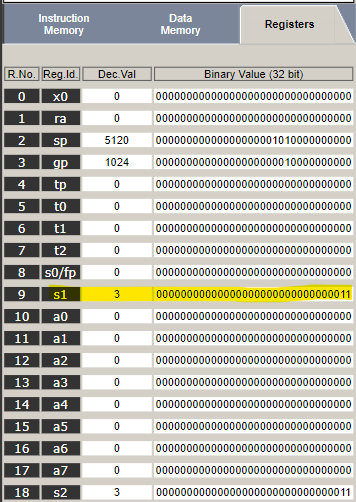 Instruction Memory
Data Memory
Registers
R.No. Reg.Id. Dec.Val Binary Value (32 bit)
0 x0 0 00000000000000000000000000000000
1 ra 0 00000000000000000000000000000000
2 sp 5120 00000000000000000001010000000000
3 gp 1024 00000000000000000000010000000000
4 tp 0 00000000000000000000000000000000
5 t0 0 00000000000000000000000000000000
6 t1 0 00000000000000000000000000000000
7 t2 0 00000000000000000000000000000000
8 s0/fp 0 00000000000000000000000000000000
9 s1 3 00000000000000000000000000000011
10 a0 0 00000000000000000000000000000000
11 a1 0 00000000000000000000000000000000
12 a2 0 00000000000000000000000000000000
13 a3 0 00000000000000000000000000000000
14 a4 0 00000000000000000000000000000000
15 a5 0 00000000000000000000000000000000
16 a6 0 00000000000000000000000000000000
17 a7 0 00000000000000000000000000000000
18 s2 3 00000000000000000000000000000011